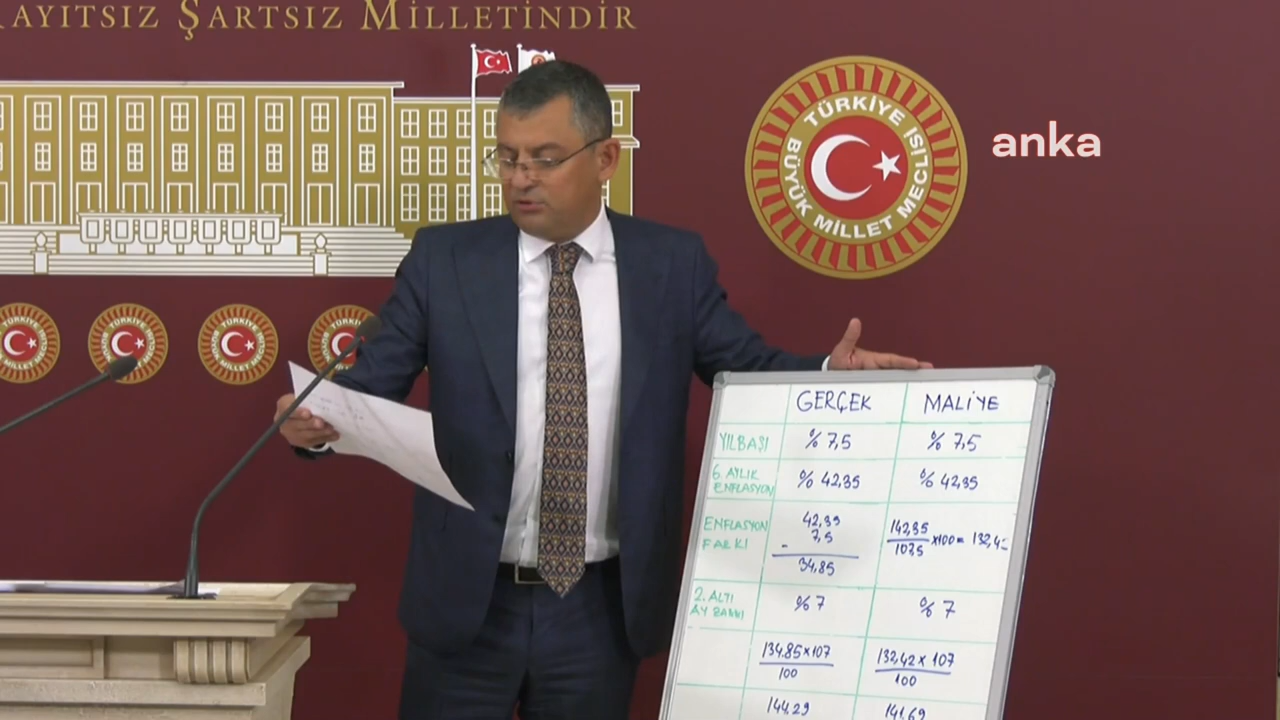 KAYITSIZ ŞARTSIZ MİLLETİNDİR
TÜRKİYE
BÜYÜK MİLLET MECLİSİ
anka
GERÇEK MALİYE
YILBAŞI % 7,5 % 7,5
6. AYLIK ENFLASYON % 42,35 % 42,35
ENFLASYON FARKI
42,35
- 7,5
34,85
142,35
107,5 x100= 132,42
2. ALTI
AY ZAMMI
%7 %7
134.85 x 107
100
132,42 x 107
100
144.29 141,69